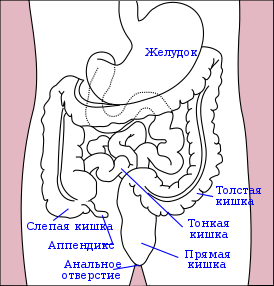 Желудок
Толстая
кишка
Слепая кишка
Тонкая
кишка
Аппендикс
Прямая
кишка
Анальное
отверстие